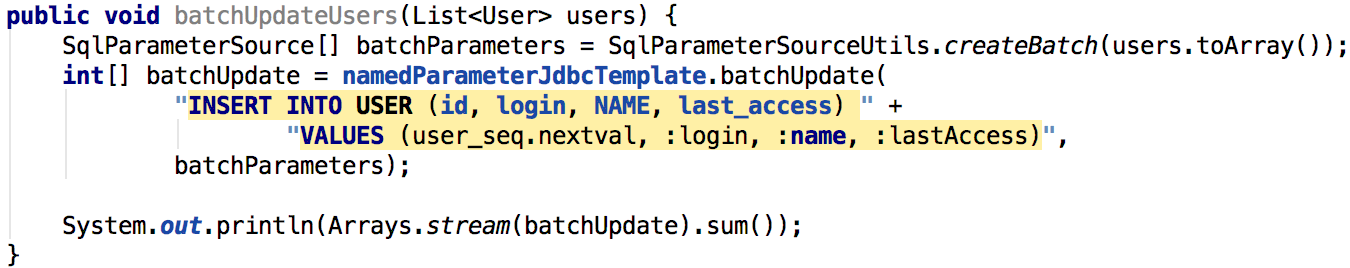 public void batchUpdateUsers(List<User> users) {
    SqlParameterSource[] batchParameters = SqlParameterSourceUtils.createBatch(users.toArray());
    int[] batchUpdate = namedParameterJdbcTemplate.batchUpdate(
            "INSERT INTO USER (id, login, NAME, last_access) " +
                    "VALUES (user_seq.nextval, :login, :name, :lastAccess)",
            batchParameters);
    System.out.println(Arrays.stream(batchUpdate).sum());
}